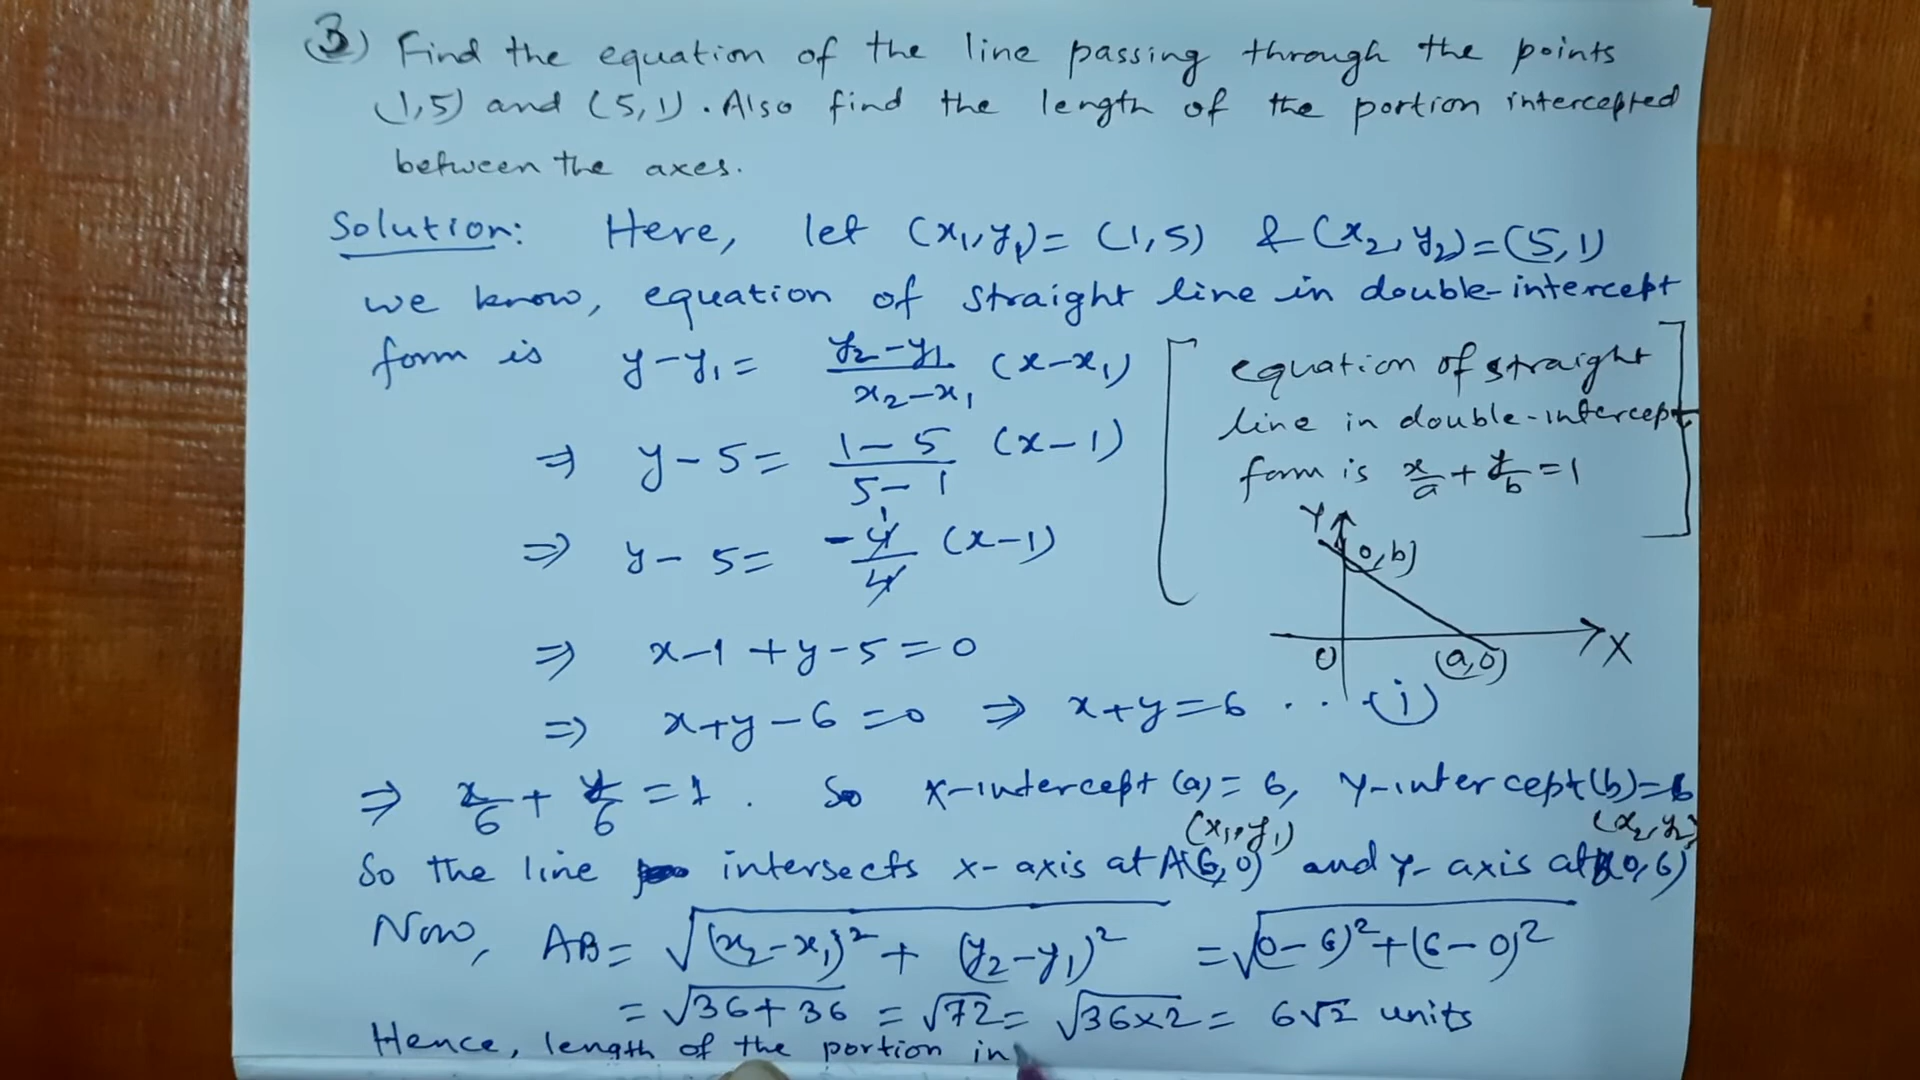 (3) Find the equation of the line passing through the points
(1,5) and (5,1). Also find the length of the portion intercepted
between the axes.
Solution: Here, let (x₁,y₁) = (1,5) & (x₂,y₂) = (5,1)
we know, equation of straight line in double-intercept
form is y-y₁ = (y₂-y₁)/(x₂-x₁) (x-x₁)
⇒ y-5 = (1-5)/(5-1) (x-1)
⇒ y-5 = -4/4 (x-1)
1
⇒ x-1+y-5=0
⇒ x+y-6=0 ⇒ x+y=6 ... (i)
[ equation of straight
line in double-intercept
form is x/a + y/b = 1 ]
Y
(0,b)
O
(a,0)
X
⇒ x/6 + y/6 = 1. So x-intercept (a) = 6, Y-intercept (b) = 6
(x₁,y₁) (x₂,y₂)
So the line intersects x-axis at A(6,0) and y-axis at B(0,6)
Now, AB = √((x₂-x₁)² + (y₂-y₁)²) = √((0-6)²+(6-0)²)
= √(36+36) = √72 = √(36×2) = 6√2 units
Hence, length of the portion in